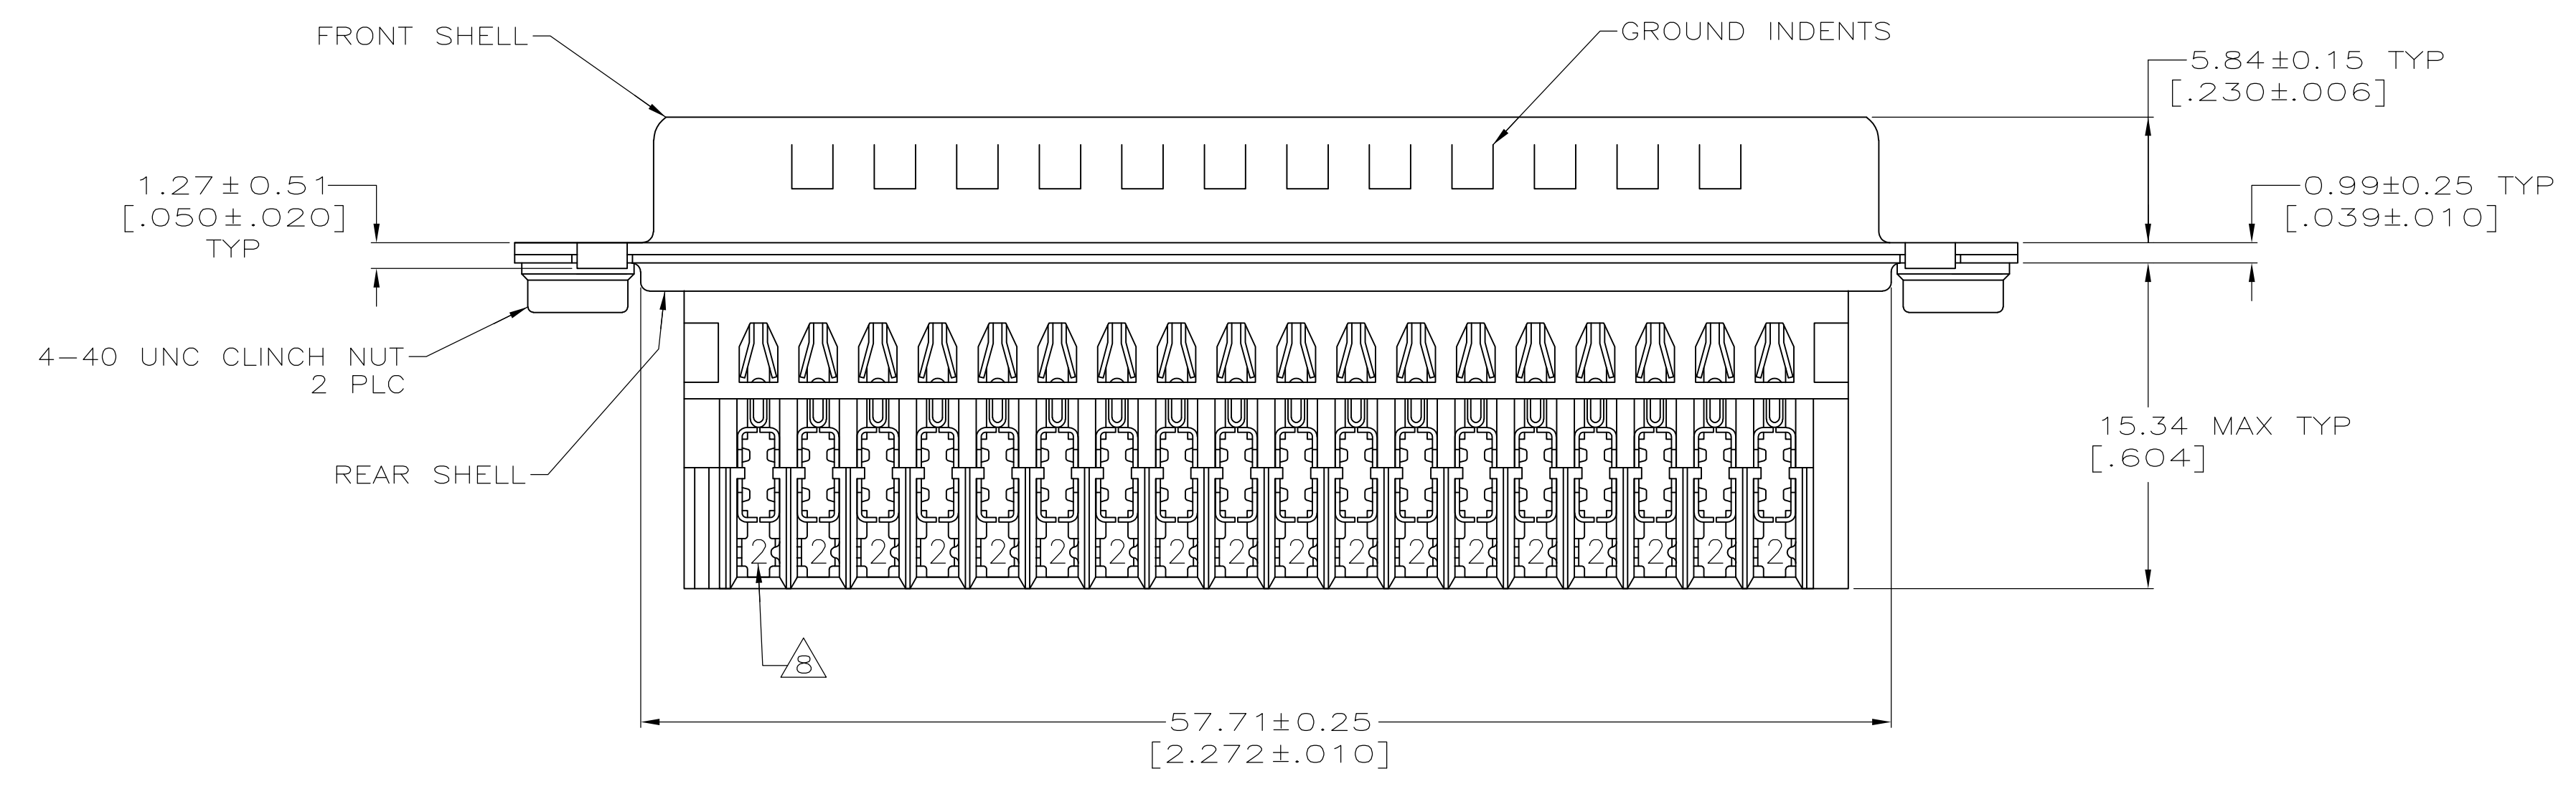 FRONT SHELL
GROUND INDENTS
5.84±0.15 TYP
[.230±.006]
1.27±0.51
[.050±.020]
TYP
0.99±0.25 TYP
[.039±.010]
4-40 UNC CLINCH NUT
2 PLC
15.34 MAX TYP
[.604]
REAR SHELL
2 2 2 2 2 2 2 2 2 2 2 2 2 2 2 2 2 2
8
57.71±0.25
[2.272±.010]